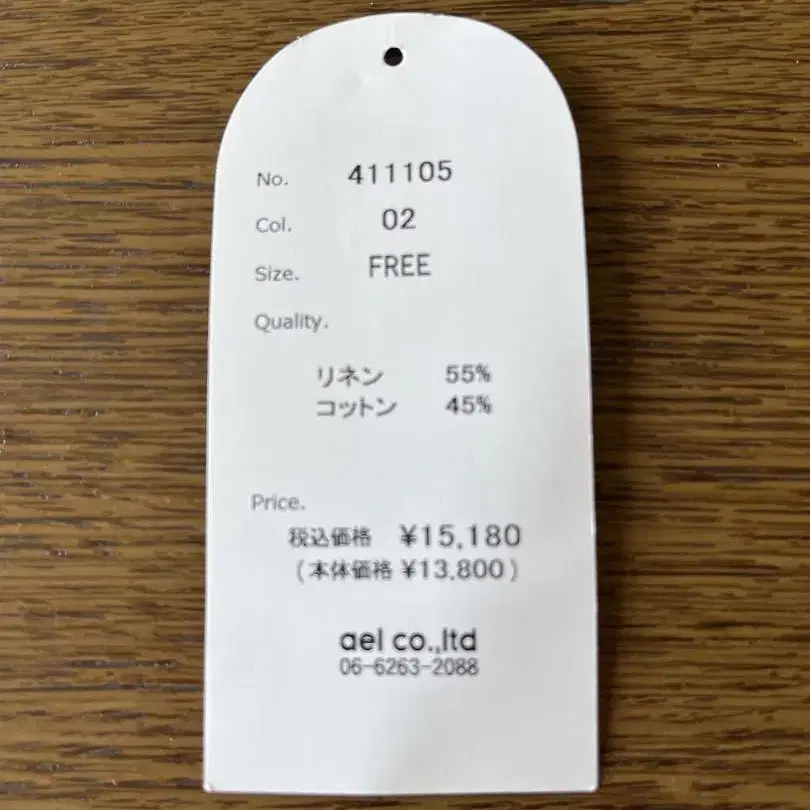 No. 411105
Col. 02
Size. FREE
Quality.
リネン 55%
コットン 45%
Price.
税込価格 ¥15,180
(本体価格 ¥13,800)
ael co.,ltd
06-6263-2088